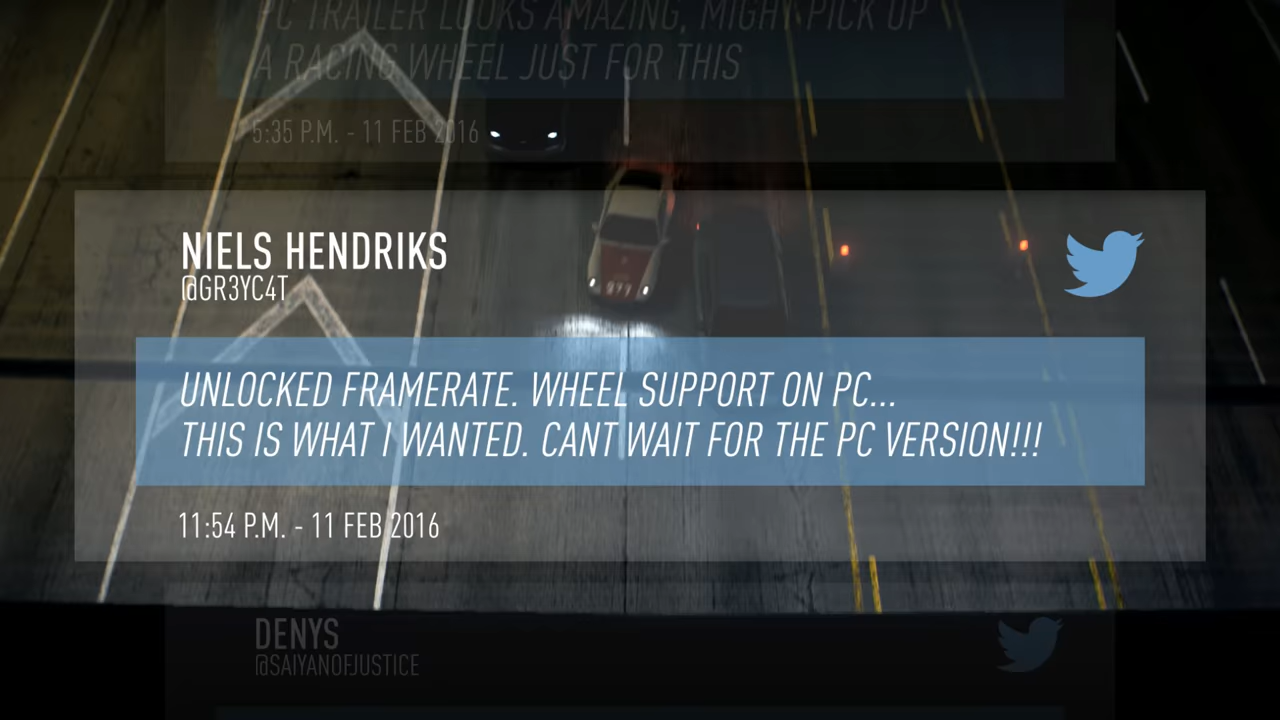 PC TRAILER LOOKS AMAZING, MIGHT PICK UP
A RACING WHEEL JUST FOR THIS
5:35 P.M. - 11 FEB 2016
NIELS HENDRIKS
@GR3YC4T
UNLOCKED FRAMERATE. WHEEL SUPPORT ON PC...
THIS IS WHAT I WANTED. CANT WAIT FOR THE PC VERSION!!!
11:54 P.M. - 11 FEB 2016
DENYS
@SAIYANOFJUSTICE